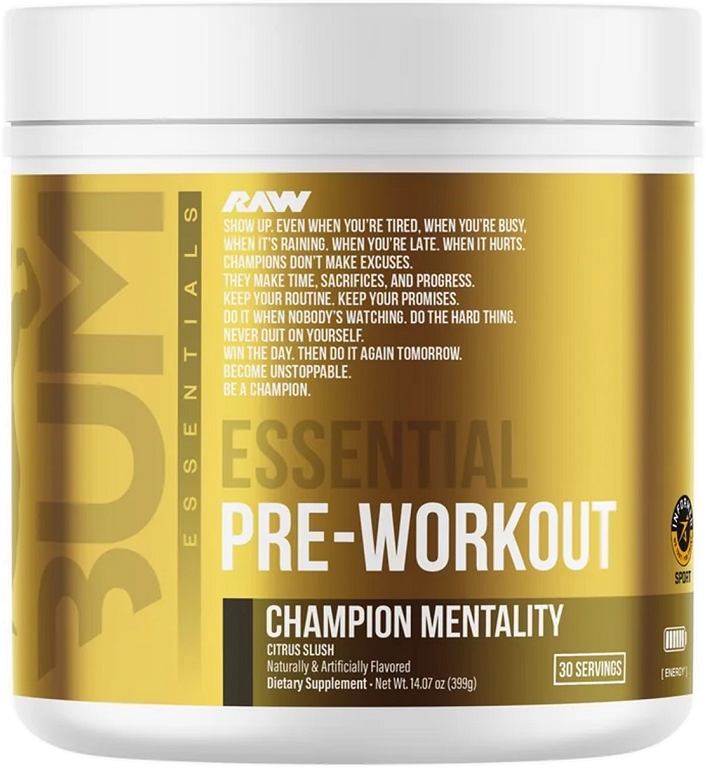 BUM
ESSENTIALS
RAW
SHOW UP, EVEN WHEN YOU'RE TIRED, WHEN YOU'RE BUSY,
WHEN IT'S RAINING. WHEN YOU'RE LATE. WHEN IT HURTS.
CHAMPIONS DON'T MAKE EXCUSES.
THEY MAKE TIME, SACRIFICES, AND PROGRESS.
KEEP YOUR ROUTINE. KEEP YOUR PROMISES.
DO IT WHEN NOBODY'S WATCHING. DO THE HARD THING.
NEVER QUIT ON YOURSELF.
WIN THE DAY. THEN DO IT AGAIN TOMORROW.
BECOME UNSTOPPABLE.
BE A CHAMPION.
ESSENTIAL
PRE-WORKOUT
SPORT
CHAMPION MENTALITY
CITRUS SLUSH
Naturally & Artificially Flavored
Dietary Supplement • Net Wt. 14.07 oz (399g)
30 SERVINGS
[ ENERGY ]